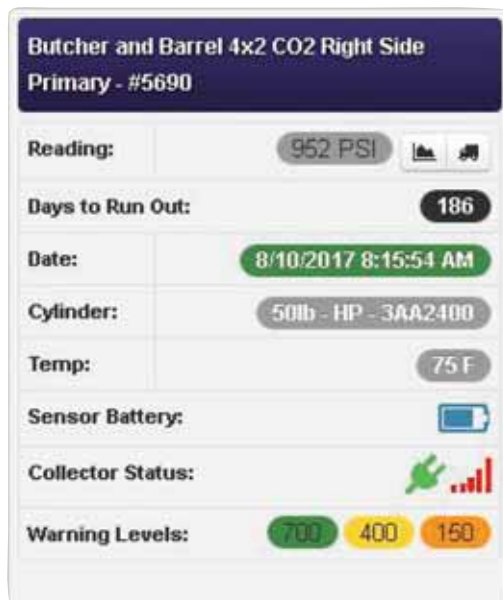 Butcher and Barrel 4x2 CO2 Right Side
Primary - #5690
Reading: 952 PSI
Days to Run Out: 186
Date: 8/10/2017 8:15:54 AM
Cylinder: 50lb - HP - 3AA2400
Temp: 75 F
Sensor Battery:
Collector Status:
Warning Levels: 700 400 150